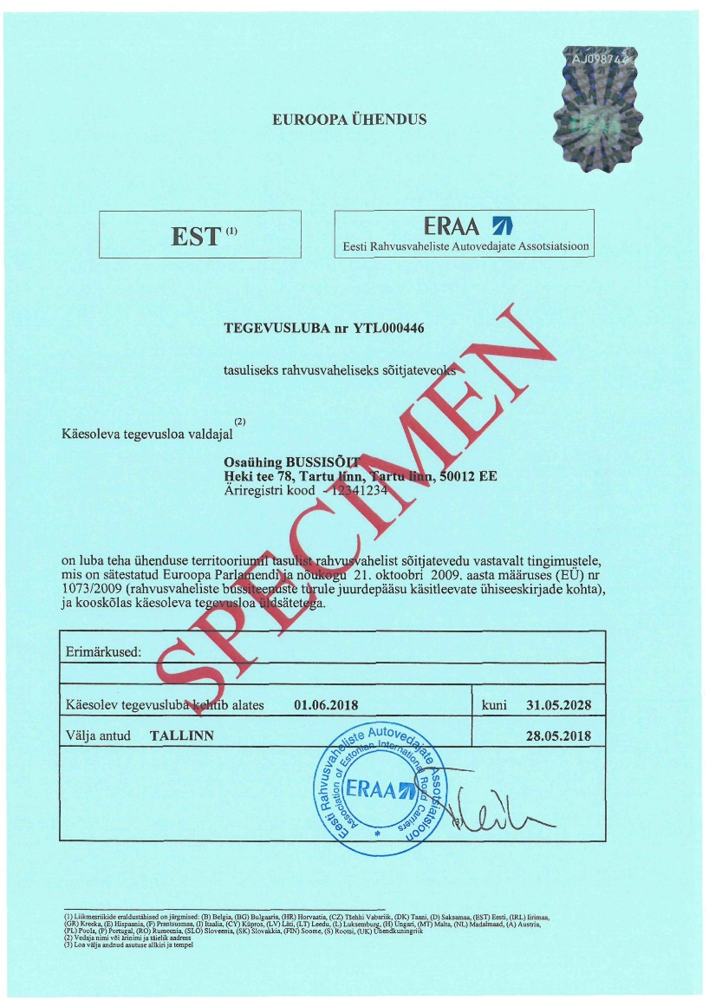 AJ098744
EUROOPA ÜHENDUS
EST (1)
ERAA
Eesti Rahvusvaheliste Autovedajate Assotsiatsioon
TEGEVUSLUBA nr YTL000446
tasuliseks rahvusvaheliseks sõitjateveoks
Käesoleva tegevusloa valdajal (2)
Osaühing BUSSISÕIT
Heki tee 78, Tartu linn, Tartu linn, 50012 EE
Äriregistri kood - 12341234
SPECIMEN
on luba teha ühenduse territooriumil tasulist rahvusvahelist sõitjatevedu vastavalt tingimustele,
mis on sätestatud Euroopa Parlamendi ja nõukogu 21. oktoobri 2009. aasta määruses (EÜ) nr
1073/2009 (rahvusvaheliste bussiteenuste turule juurdepääsu käsitlevate ühiseeskirjade kohta),
ja kooskõlas käesoleva tegevusloa üldsätetega.
Erimärkused:
Käesolev tegevusluba kehtib alates 01.06.2018 kuni 31.05.2028
Välja antud TALLINN 28.05.2018
Eesti Rahvusvaheliste Autovedajate Assotsiatsioon
Association of Estonian International Road Carriers
ERAA
*
(3)
(1) Liikmesriikide eraldustähised on järgmised: (B) Belgia, (BG) Bulgaaria, (HR) Horvaatia, (CZ) Tšehhi Vabariik, (DK) Taani, (D) Saksamaa, (EST) Eesti, (IRL) Iirimaa,
(GR) Kreeka, (E) Hispaania, (F) Prantsusmaa, (I) Itaalia, (CY) Küpros, (LV) Läti, (LT) Leedu, (L) Luksemburg, (H) Ungari, (MT) Malta, (NL) Madalmaad, (A) Austria,
(PL) Poola, (P) Portugal, (RO) Rumeenia, (SLO) Sloveenia, (SK) Slovakkia, (FIN) Soome, (S) Rootsi, (UK) Ühendkuningriik
(2) Vedaja nimi või ärinimi ja täielik aadress
(3) Loa välja andnud asutuse allkiri ja tempel